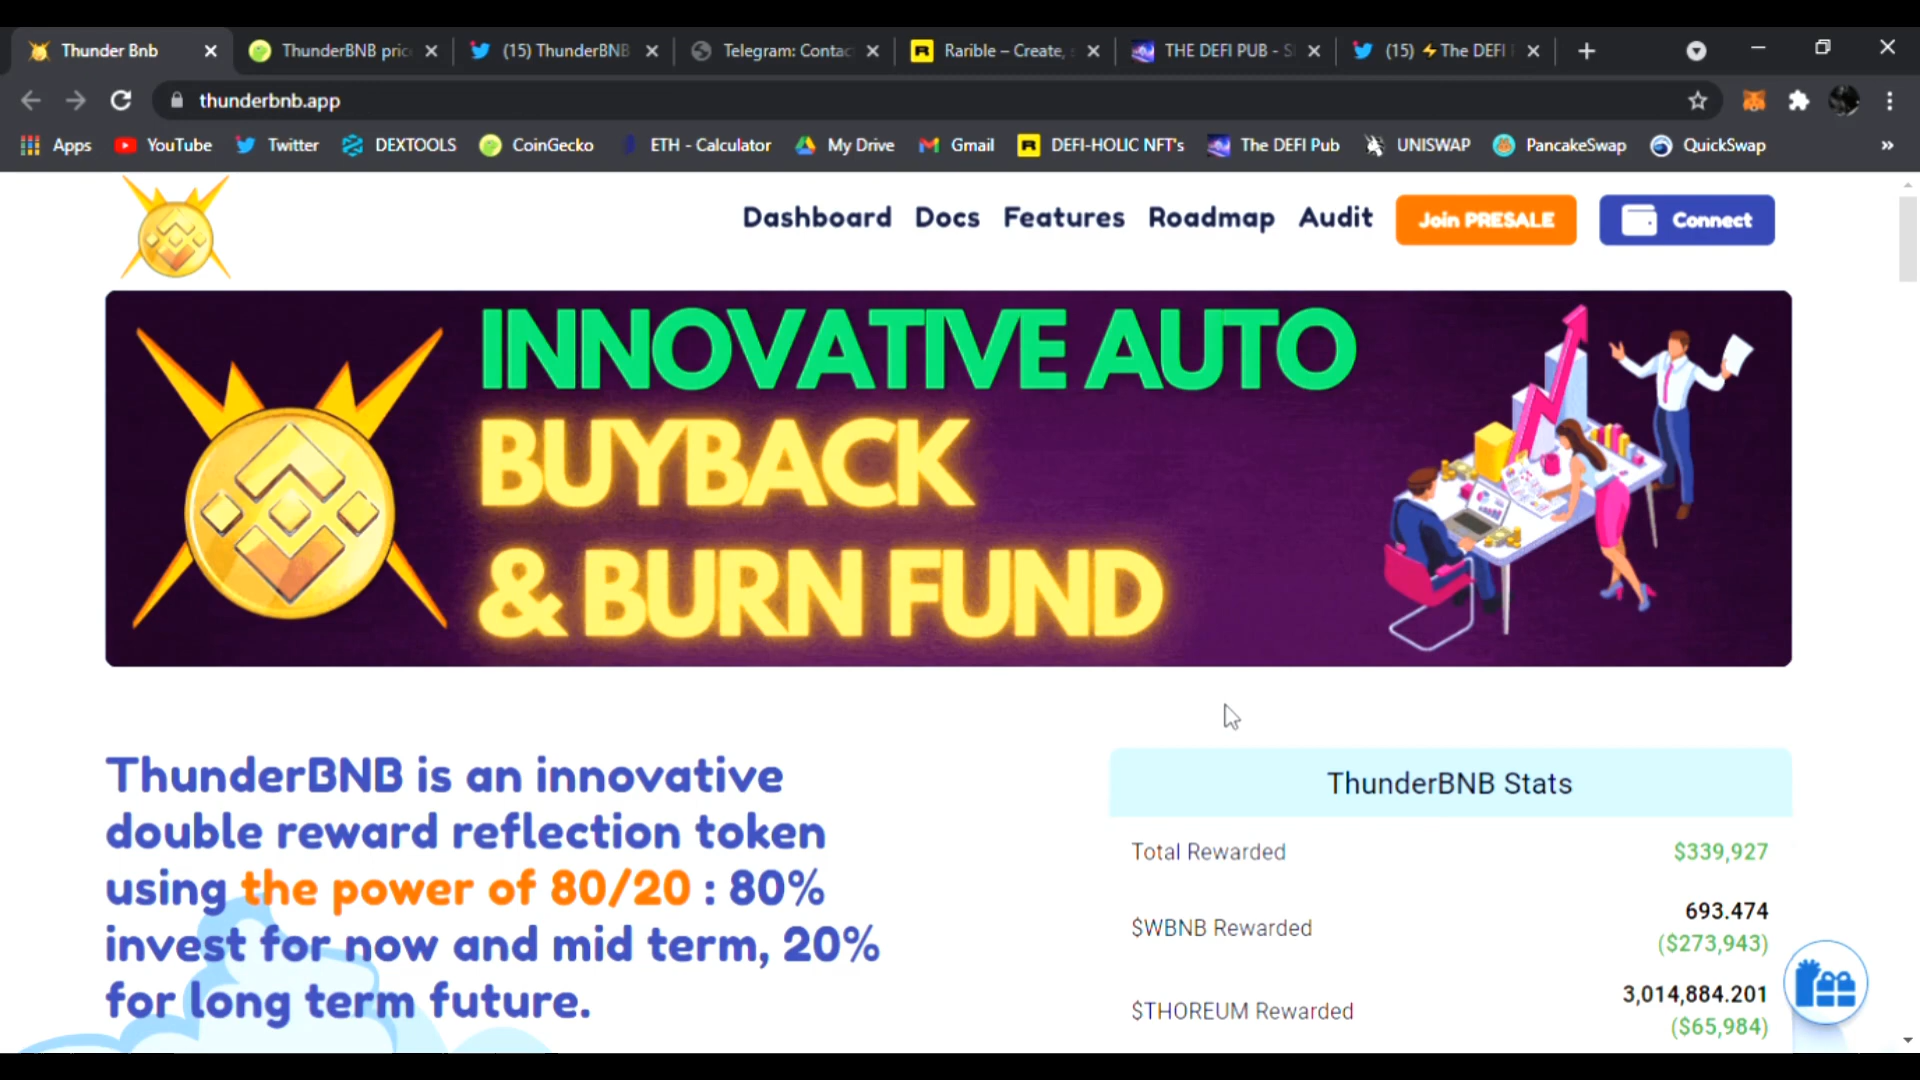 Thunder Bnb
ThunderBNB pric
(15) ThunderBNB
Telegram: Contac
Rarible – Create,
THE DEFI PUB - S
(15) ⚡The DEFI
thunderbnb.app
Apps
YouTube
Twitter
DEXTOOLS
CoinGecko
ETH - Calculator
My Drive
Gmail
DEFI-HOLIC NFT's
The DEFI Pub
UNISWAP
PancakeSwap
QuickSwap
»
Dashboard
Docs
Features
Roadmap
Audit
Join PRESALE
Connect
INNOVATIVE AUTO
BUYBACK
& BURN FUND
ThunderBNB is an innovative
double reward reflection token
using the power of 80/20 : 80%
invest for now and mid term, 20%
for long term future.
ThunderBNB Stats
Total Rewarded
$339,927
$WBNB Rewarded
693.474
($273,943)
$THOREUM Rewarded
3,014,884.201
($65,984)